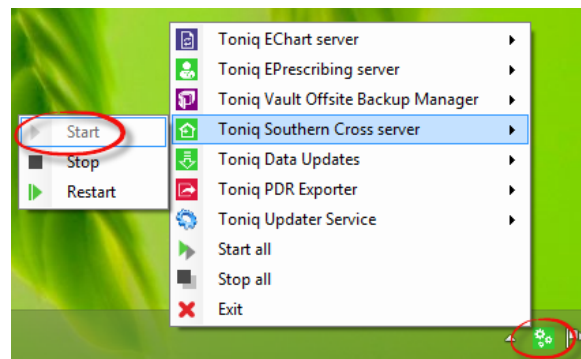 Toniq EChart server
Toniq EPrescribing server
Toniq Vault Offsite Backup Manager
Toniq Southern Cross server
Toniq Data Updates
Toniq PDR Exporter
Toniq Updater Service
Start all
Stop all
Exit
Start
Stop
Restart